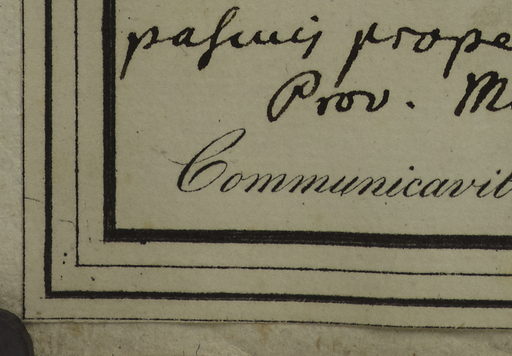 pascuis prope
Prov.
Communicavit